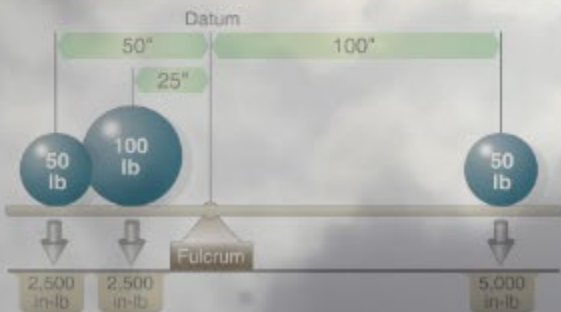 Datum
50"
100"
25"
50
lb
100
lb
50
lb
Fulcrum
2,500
in-lb
2,500
in-lb
5,000
in-lb